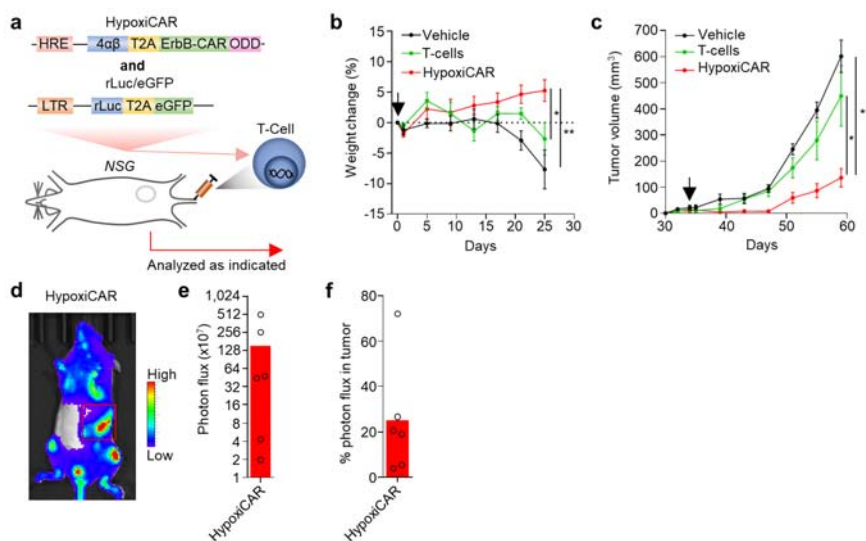 a
HypoxiCAR
HRE 4αβ T2A ErbB-CAR ODD
and
rLuc/eGFP
LTR rLuc T2A eGFP
T-Cell
NSG
Analyzed as indicated
b
Vehicle
T-cells
HypoxiCAR
Weight change (%)
15
10
5
0
-5
-10
-15
0 5 10 15 20 25 30
Days
*
**
c
Vehicle
T-cells
HypoxiCAR
Tumor volume (mm³)
700
600
500
400
300
200
100
0
30 40 50 60
Days
*
*
d
HypoxiCAR
High
Low
e
Photon flux (x10⁷)
1,024
512
256
128
64
32
16
8
4
2
1
HypoxiCAR
f
% photon flux in tumor
80
60
40
20
0
HypoxiCAR